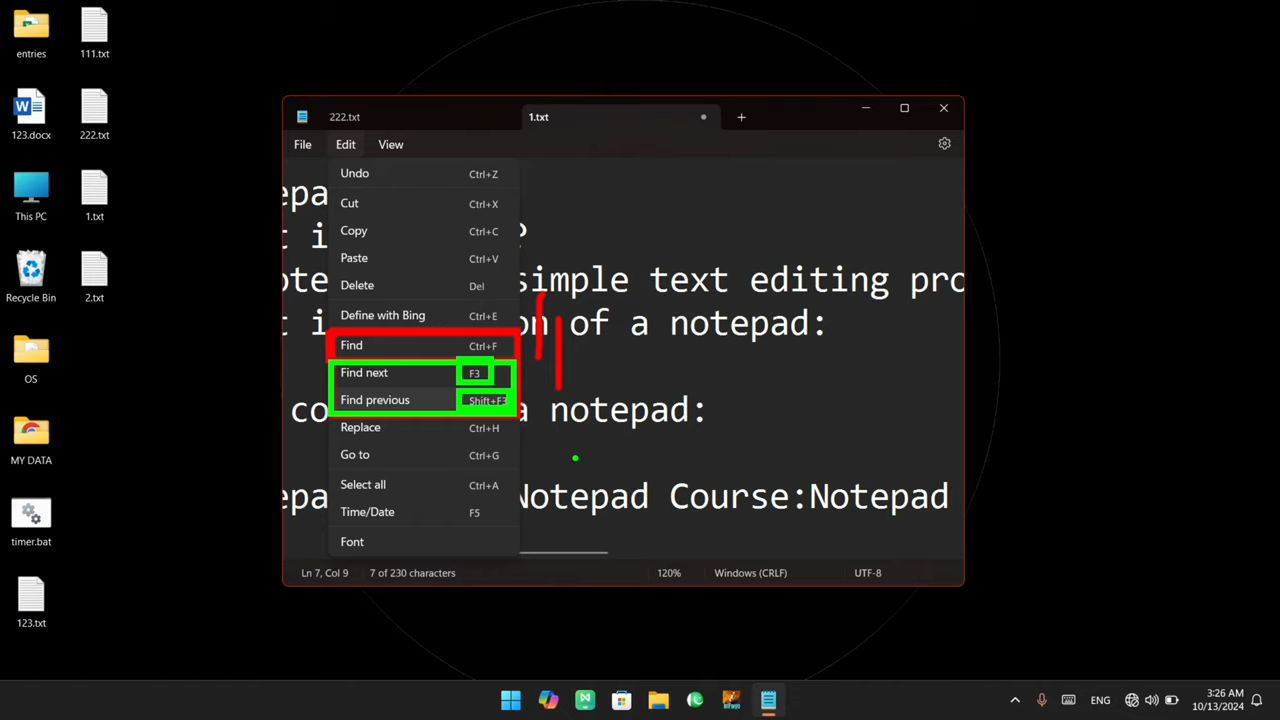 entries
111.txt
123.docx
222.txt
This PC
1.txt
Recycle Bin
2.txt
OS
MY DATA
timer.bat
123.txt
222.txt
1.txt
File Edit View
Undo Ctrl+Z
Cut Ctrl+X
Copy Ctrl+C
Paste Ctrl+V
Delete Del
Define with Bing Ctrl+E
Find Ctrl+F
Find next F3
Find previous Shift+F3
Replace Ctrl+H
Go to Ctrl+G
Select all Ctrl+A
Time/Date F5
Font
simple text editing pro
of a notepad:
a notepad:
Notepad Course:Notepad
Ln 7, Col 9 7 of 230 characters 120% Windows (CRLF) UTF-8
ENG 3:26 AM
10/13/2024